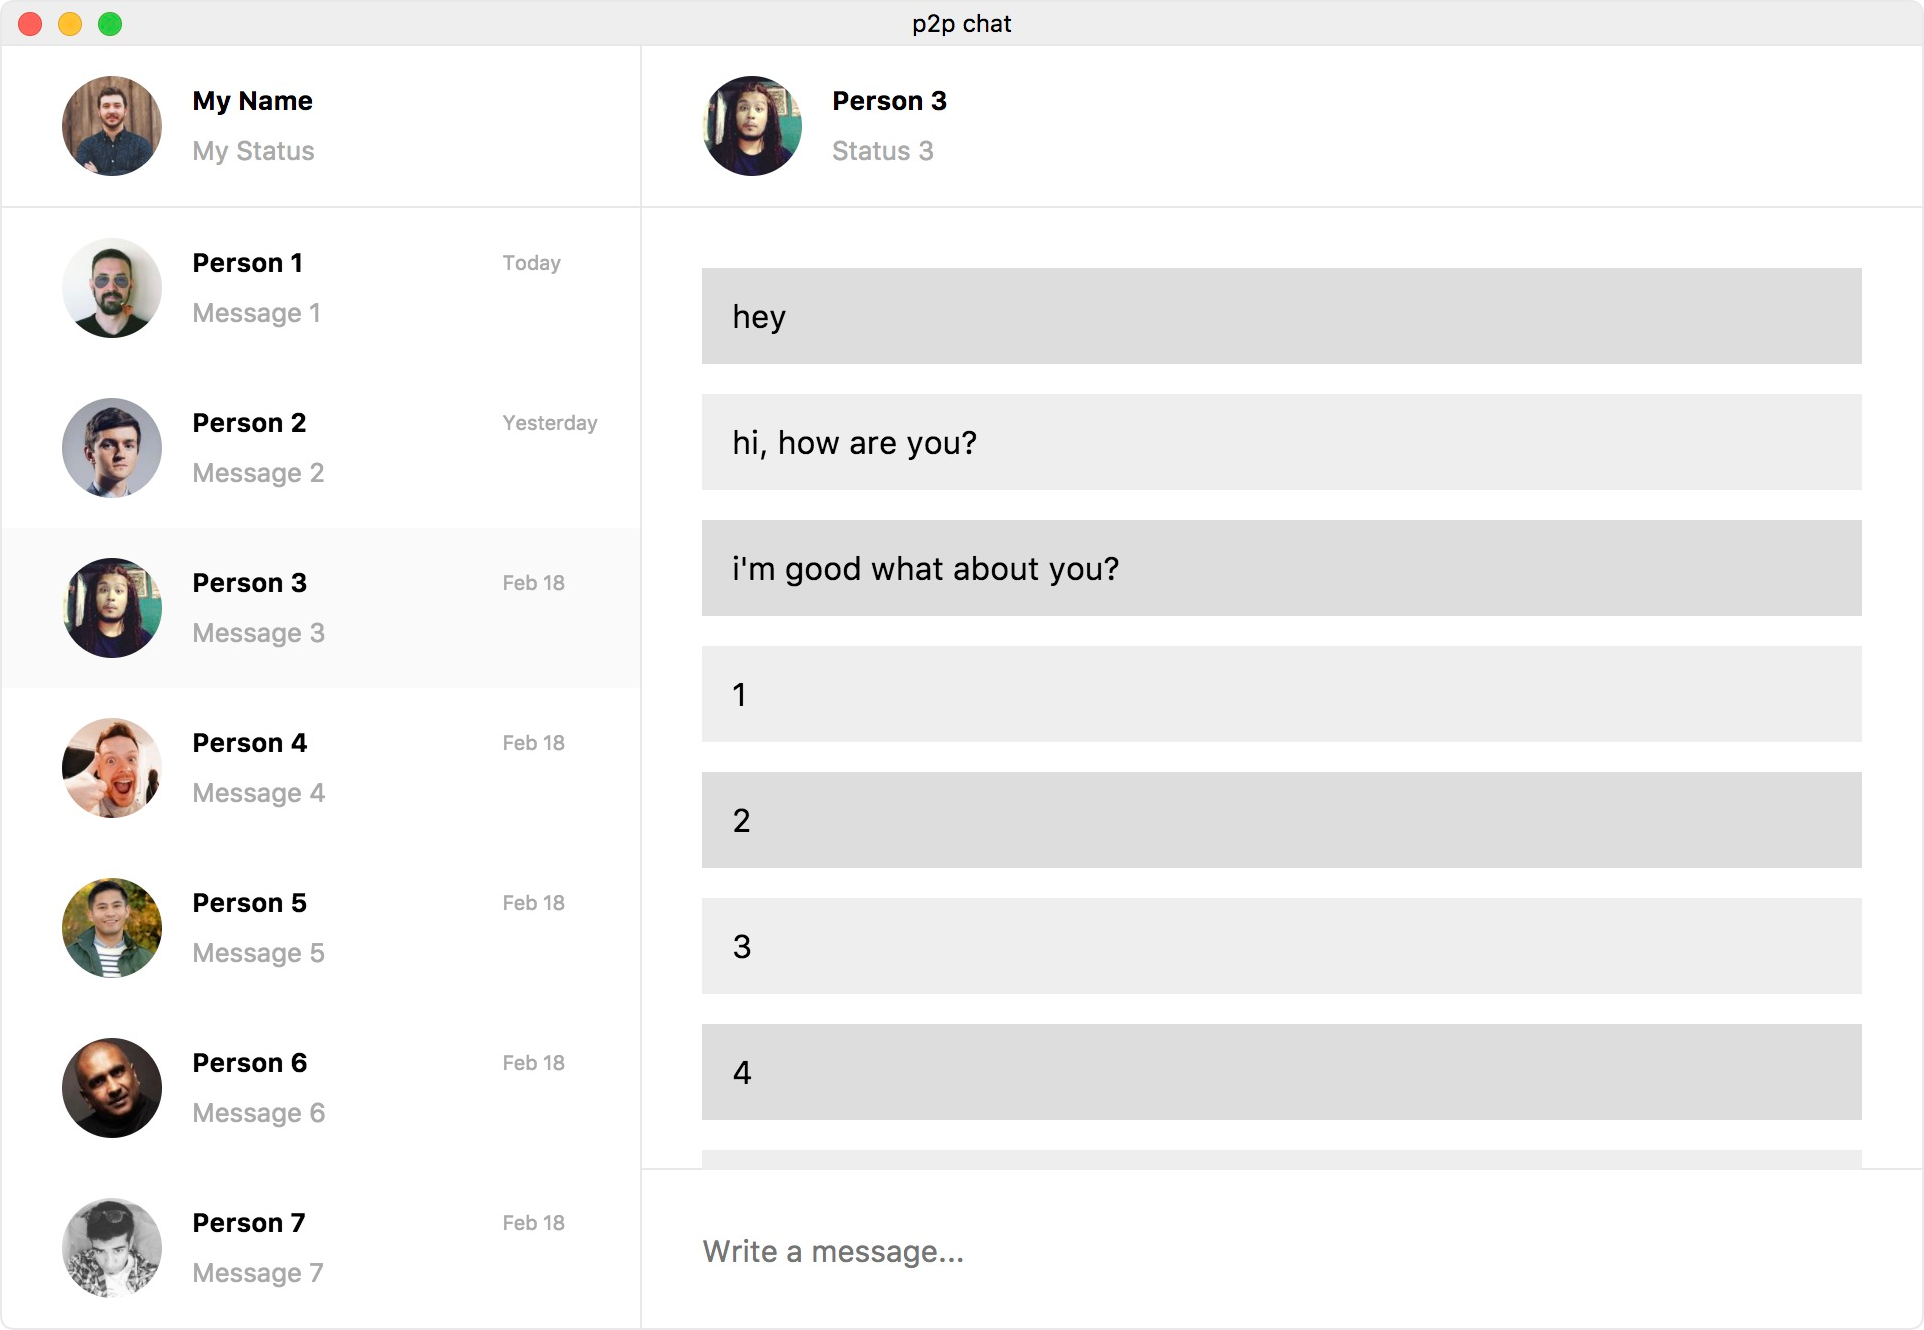 p2p chat
My Name
My Status
Person 1
Today
Message 1
Person 2
Yesterday
Message 2
Person 3
Feb 18
Message 3
Person 4
Feb 18
Message 4
Person 5
Feb 18
Message 5
Person 6
Feb 18
Message 6
Person 7
Feb 18
Message 7
Person 3
Status 3
hey
hi, how are you?
i'm good what about you?
1
2
3
4
Write a message...